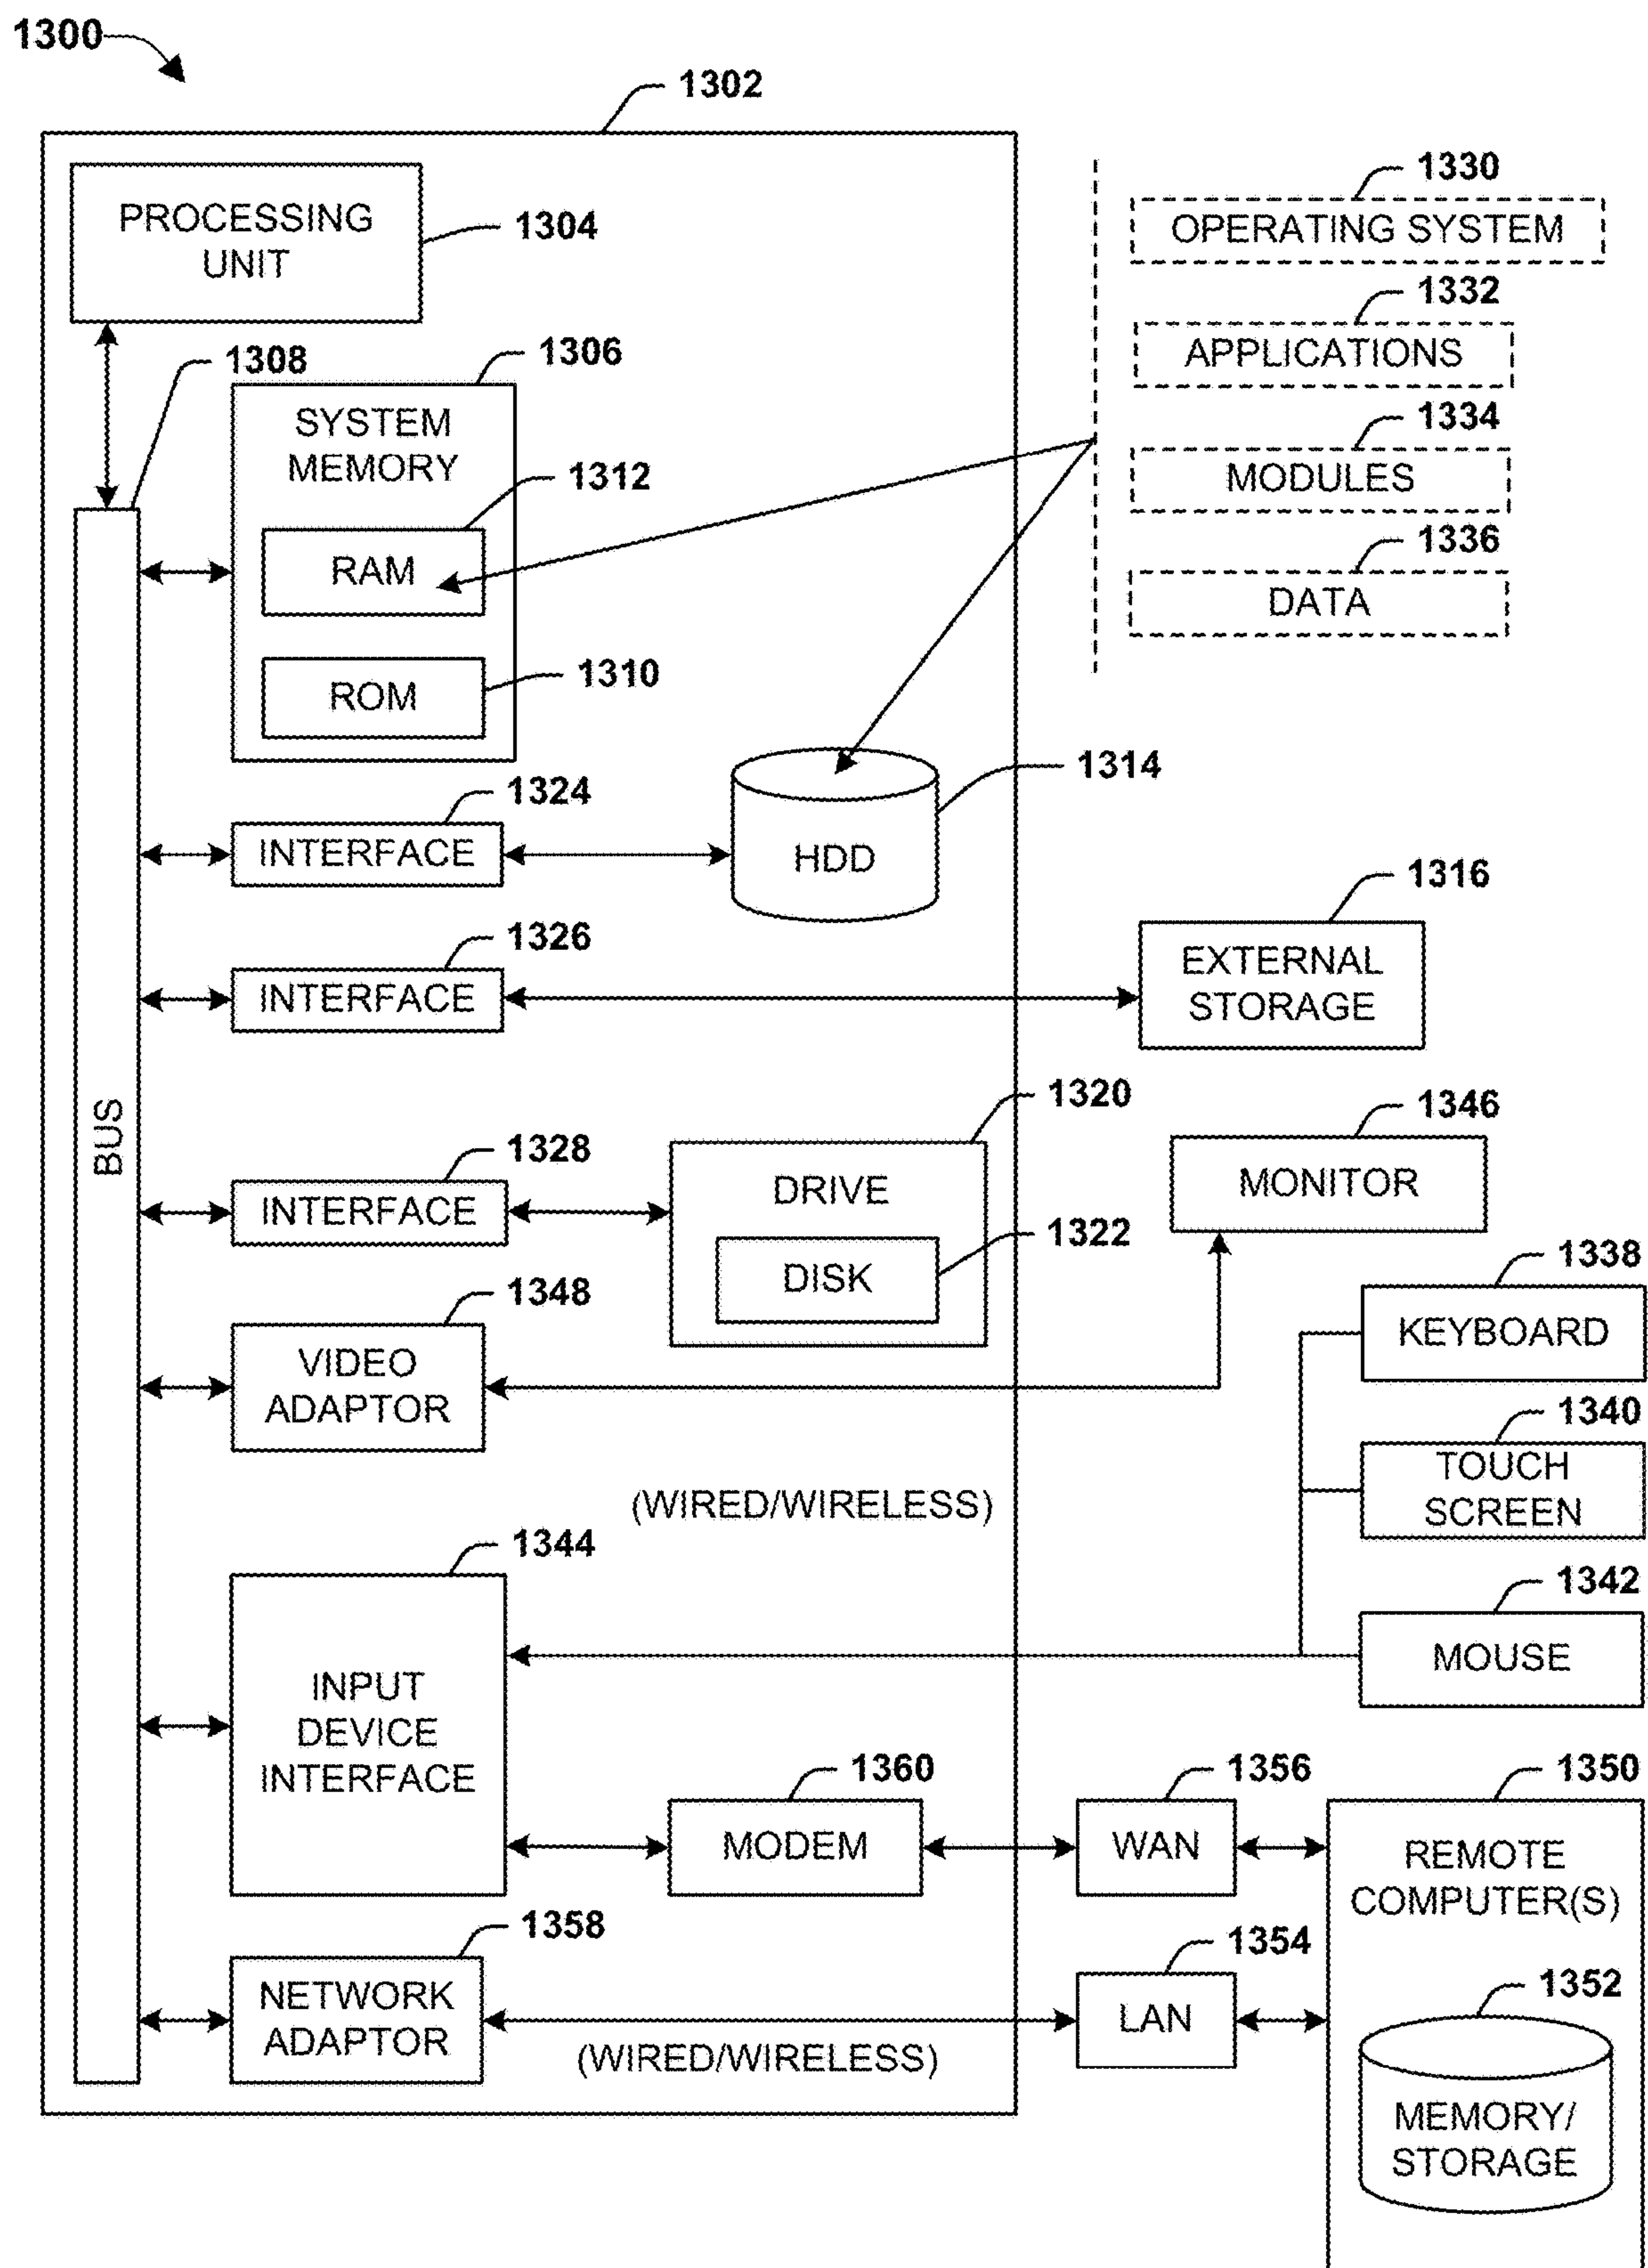 1300
1302
PROCESSING
UNIT
1304
1330
OPERATING SYSTEM
1332
APPLICATIONS
1334
MODULES
1336
DATA
1308
1306
SYSTEM
MEMORY
1312
RAM
1310
ROM
1314
HDD
1324
INTERFACE
1316
EXTERNAL
STORAGE
1326
INTERFACE
BUS
1320
DRIVE
1322
DISK
1346
MONITOR
1328
INTERFACE
1338
KEYBOARD
1348
VIDEO
ADAPTOR
1340
TOUCH
SCREEN
(WIRED/WIRELESS)
1344
INPUT
DEVICE
INTERFACE
1342
MOUSE
1360
MODEM
1356
WAN
1350
REMOTE
COMPUTER(S)
1358
NETWORK
ADAPTOR
(WIRED/WIRELESS)
1354
LAN
1352
MEMORY/
STORAGE